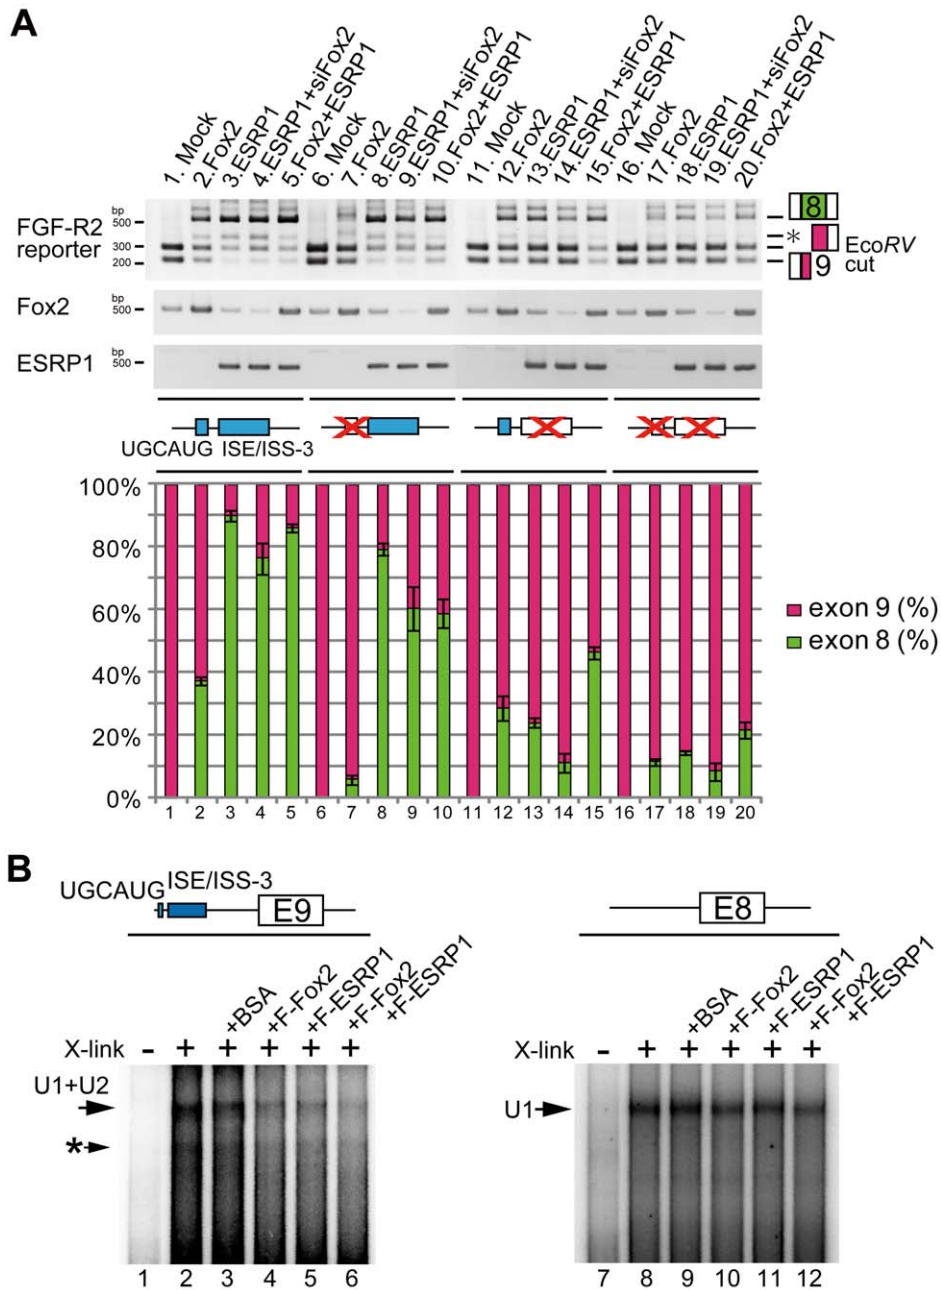 A
1. Mock
2.Fox2
3.ESRP1
4.ESRP1+siFox2
5.Fox2+ESRP1
6. Mock
7.Fox2
8.ESRP1
9.ESRP1+siFox2
10.Fox2+ESRP1
11. Mock
12.Fox2
13.ESRP1
14.ESRP1+siFox2
15.Fox2+ESRP1
16. Mock
17.Fox2
18.ESRP1
19.ESRP1+siFox2
20.Fox2+ESRP1
FGF-R2
reporter
bp
500
300
200
8
*
EcoRV
cut
9
Fox2
bp
500
ESRP1
bp
500
UGCAUG ISE/ISS-3
100%
80%
60%
40%
20%
0%
exon 9 (%)
exon 8 (%)
1 2 3 4 5 6 7 8 9 10 11 12 13 14 15 16 17 18 19 20
B
UGCAUG ISE/ISS-3
E9
E8
+BSA
+F-Fox2
+F-ESRP1
+F-Fox2
+F-ESRP1
X-link - + + + + +
U1+U2
*
1 2 3 4 5 6
+BSA
+F-Fox2
+F-ESRP1
+F-Fox2
+F-ESRP1
X-link - + + + + +
U1
7 8 9 10 11 12